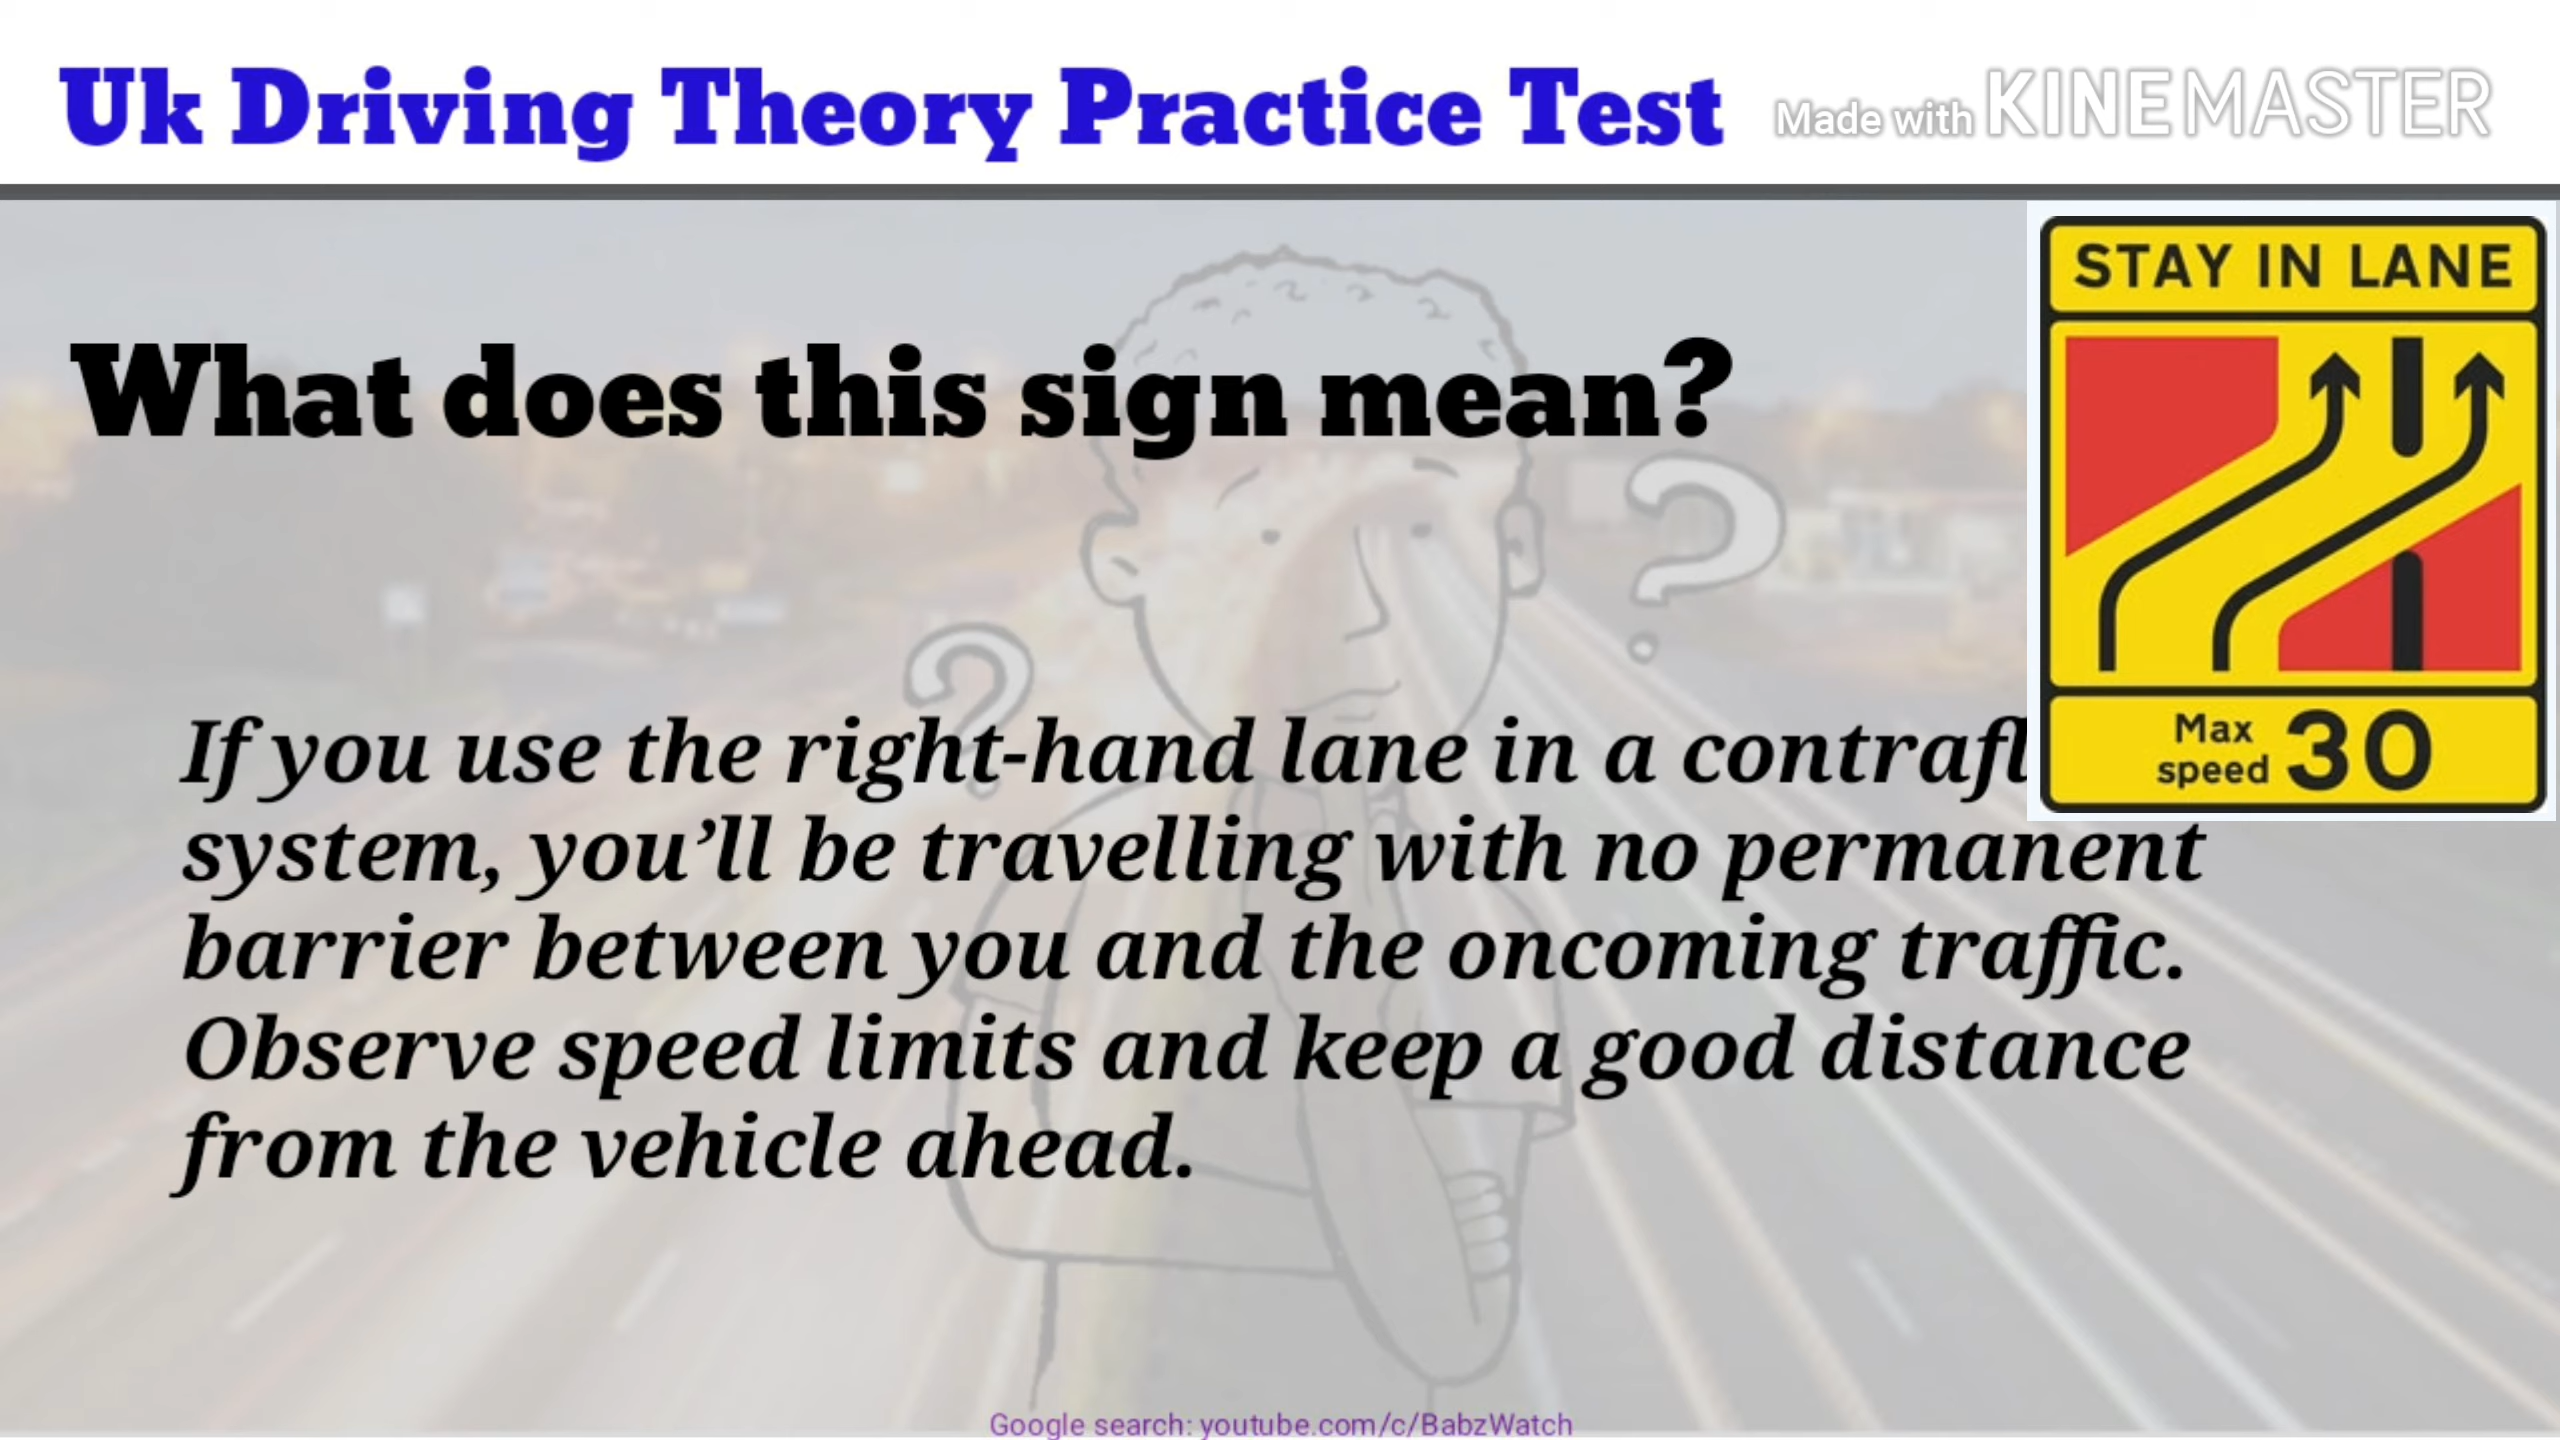 Uk Driving Theory Practice Test
Made with KINEMASTER
What does this sign mean?
STAY IN LANE
Max speed 30
If you use the right-hand lane in a
system, you'll be travelling with no permanent
barrier between you and the oncoming traffic.
Observe speed limits and keep a good distance
from the vehicle ahead.
Google search: youtube.com/c/BabzWatch